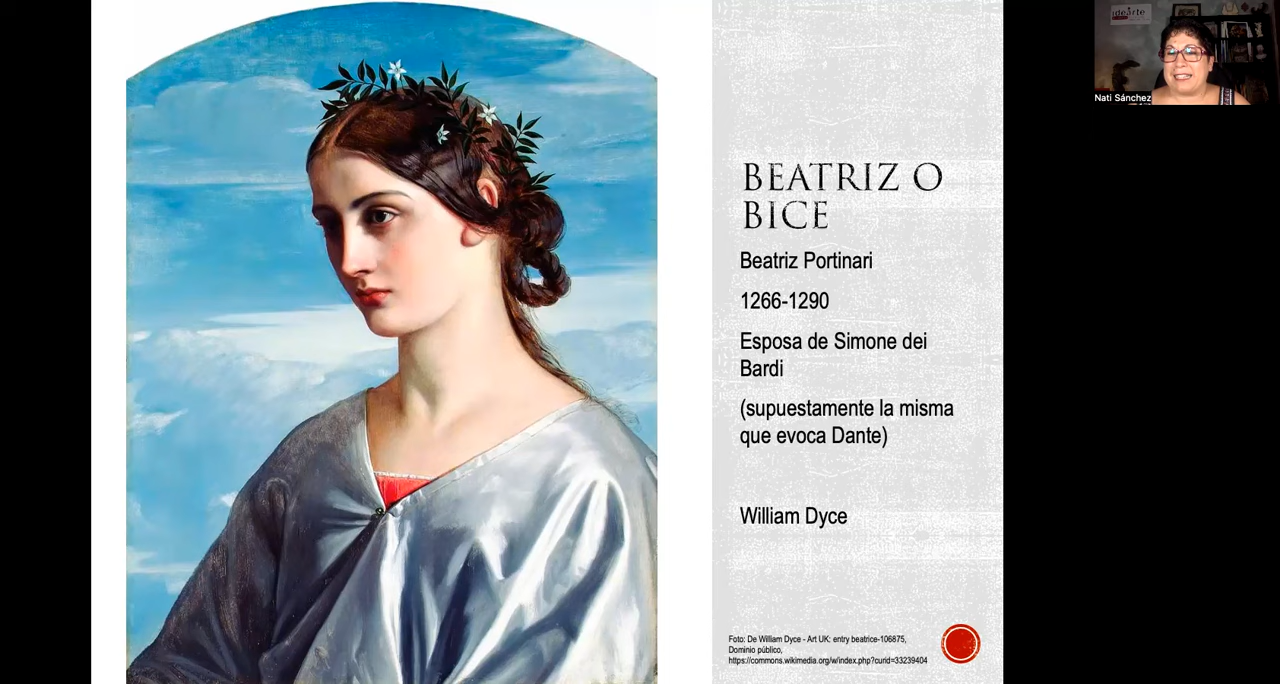 BEATRIZ O
BICE
Beatriz Portinari
1266-1290
Esposa de Simone dei
Bardi
(supuestamente la misma
que evoca Dante)
William Dyce
Foto: De William Dyce - Art UK: entry beatrice-106875,
Dominio público,
https://commons.wikimedia.org/w/index.php?curid=33239404
idearte
Nati Sánchez